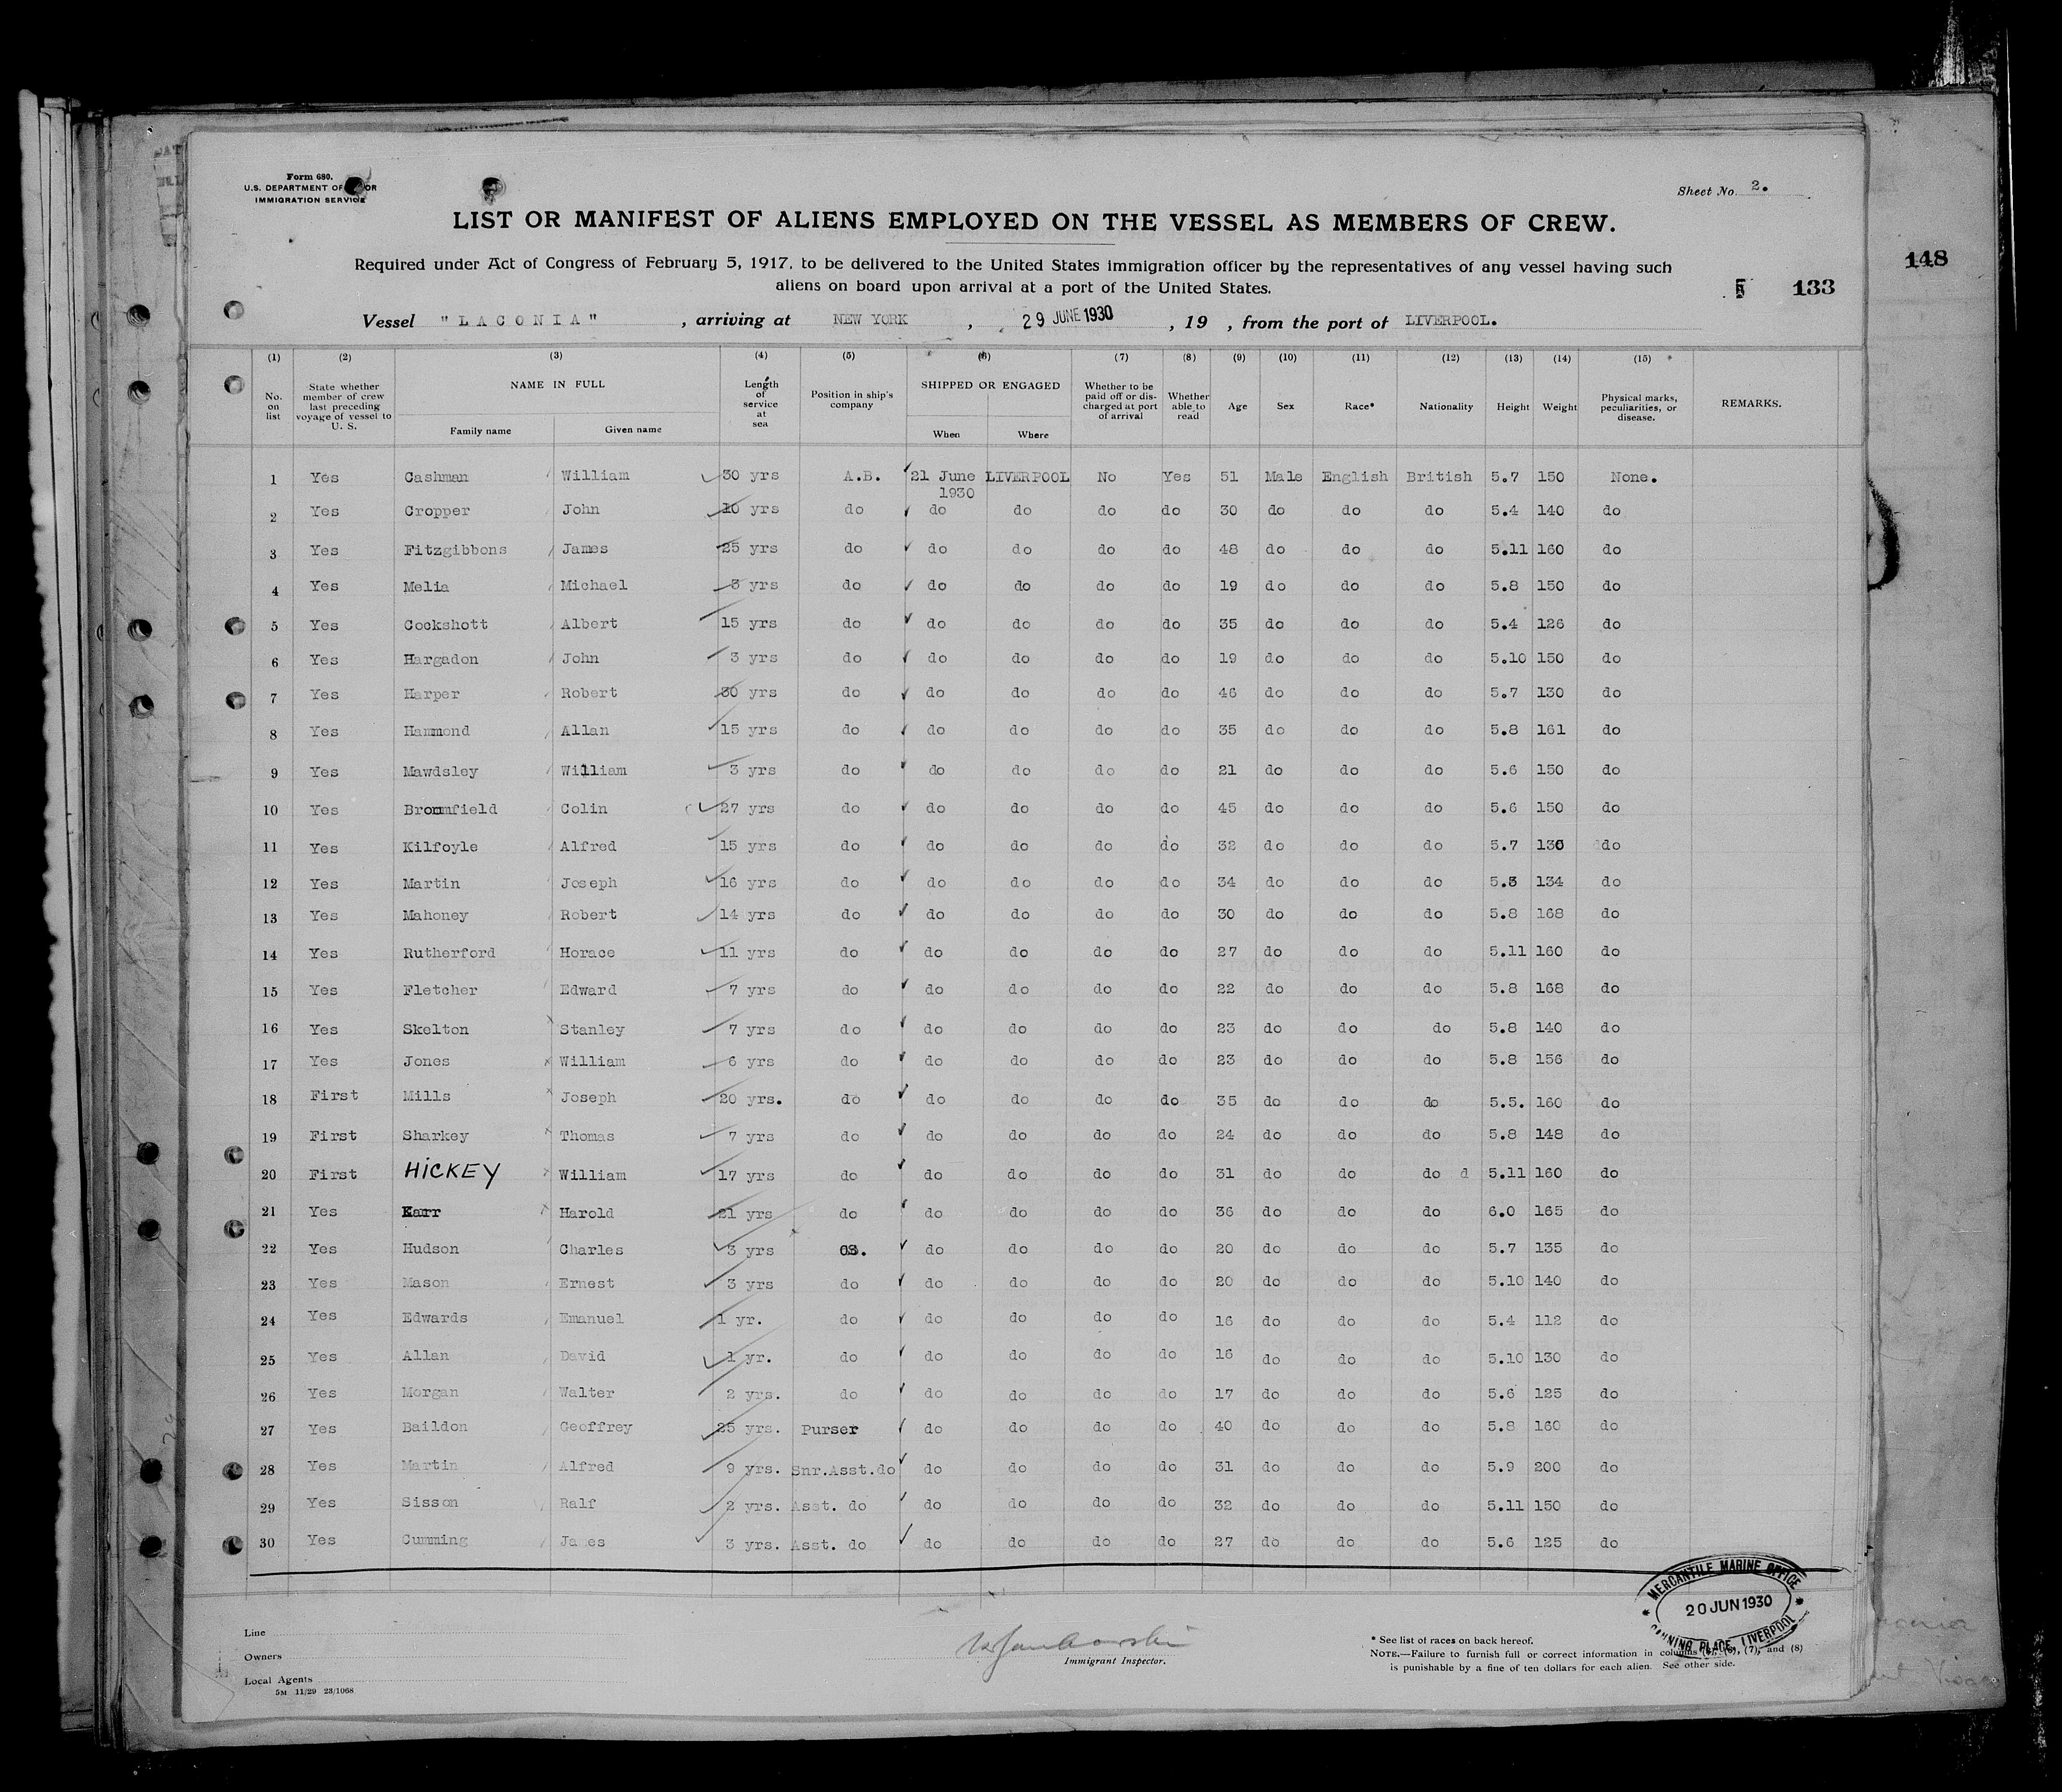 Form 680.
U.S. DEPARTMENT OF
IMMIGRATION SERVICE
Sheet No. 2.
LIST OR MANIFEST OF ALIENS EMPLOYED ON THE VESSEL AS MEMBERS OF CREW.
148
Required under Act of Congress of February 5, 1917, to be delivered to the United States immigration officer by the representatives of any vessel having such
aliens on board upon arrival at a port of the United States.
133
Vessel "LACONIA", arriving at NEW YORK, 29 JUNE 1930, 19 , from the port of LIVERPOOL.
(1) (2) (3) (4) (5) (6) (7) (8) (9) (10) (11) (12) (13) (14) (15)
No. on list State whether member of crew last preceding voyage of vessel to U. S. NAME IN FULL Family name Given name Length of service at sea Position in ship's company SHIPPED OR ENGAGED When Where Whether to be paid off or discharged at port of arrival Whether able to read Age Sex Race* Nationality Height Weight Physical marks, peculiarities, or disease. REMARKS.
1 Yes Cashman William 30 yrs A.B. 21 June 1930 LIVERPOOL No Yes 51 Male English British 5.7 150 None.
2 Yes Cropper John 10 yrs do do do do do 30 do do do 5.4 140 do
3 Yes Fitzgibbons James 25 yrs do do do do do 48 do do do 5.11 160 do
4 Yes Melia Michael 3 yrs do do do do do 19 do do do 5.8 150 do
5 Yes Cockshott Albert 15 yrs do do do do do 35 do do do 5.4 126 do
6 Yes Hargadon John 3 yrs do do do do do 19 do do do 5.10 150 do
7 Yes Harper Robert 30 yrs do do do do do 46 do do do 5.7 130 do
8 Yes Hammond Allan 15 yrs do do do do do 35 do do do 5.8 161 do
9 Yes Mawdsley William 3 yrs do do do do do 21 do do do 5.6 150 do
10 Yes Bromfield Colin 27 yrs do do do do do 45 do do do 5.6 150 do
11 Yes Kilfoyle Alfred 15 yrs do do do do do 32 do do do 5.7 130 do
12 Yes Martin Joseph 16 yrs do do do do do 34 do do do 5.3 134 do
13 Yes Mahoney Robert 14 yrs do do do do do 30 do do do 5.8 168 do
14 Yes Rutherford Horace 11 yrs do do do do do 27 do do do 5.11 160 do
15 Yes Fletcher Edward 7 yrs do do do do do 22 do do do 5.8 168 do
16 Yes Skelton Stanley 7 yrs do do do do do 23 do do do 5.8 140 do
17 Yes Jones William 6 yrs do do do do do 23 do do do 5.8 156 do
18 First Mills Joseph 20 yrs. do do do do do 35 do do do 5.5. 160 do
19 First Sharkey Thomas 7 yrs do do do do do 24 do do do 5.8 148 do
20 First HICKEY William 17 yrs do do do do do 31 do do do d 5.11 160 do
21 Yes Karr Harold 21 yrs do do do do do 36 do do do 6.0 165 do
22 Yes Hudson Charles 3 yrs OS. do do do do 20 do do do 5.7 135 do
23 Yes Mason Ernest 3 yrs do do do do do 20 do do do 5.10 140 do
24 Yes Edwards Emanuel 1 yr. do do do do do 16 do do do 5.4 112 do
25 Yes Allan David 1 yr. do do do do do 16 do do do 5.10 130 do
26 Yes Morgan Walter 2 yrs. do do do do do 17 do do do 5.6 125 do
27 Yes Baildon Geoffrey 25 yrs. Purser do do do do 40 do do do 5.8 160 do
28 Yes Martin Alfred 9 yrs. Snr.Asst.do do do do do 31 do do do 5.9 200 do
29 Yes Sisson Ralf 2 yrs. Asst. do do do do do 32 do do do 5.11 150 do
30 Yes Cumming James 3 yrs. Asst. do do do do do 27 do do do 5.6 125 do
MERCANTILE MARINE OFFICE
20 JUN 1930
CANNING PLACE, LIVERPOOL
Line
Owners
Local Agents
5M 11/29 23/1068
Immigrant Inspector.
* See list of races on back hereof.
NOTE.—Failure to furnish full or correct information in columns (5), (6), (7), and (8)
is punishable by a fine of ten dollars for each alien. See other side.